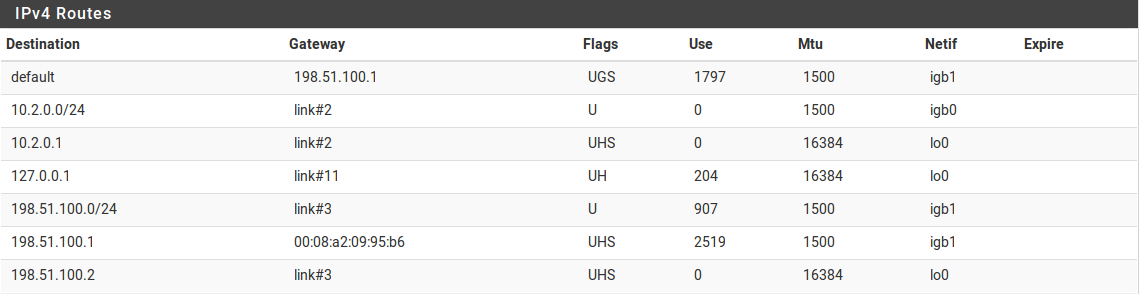 IPv4 Routes
Destination Gateway Flags Use Mtu Netif Expire
default 198.51.100.1 UGS 1797 1500 igb1
10.2.0.0/24 link#2 U 0 1500 igb0
10.2.0.1 link#2 UHS 0 16384 lo0
127.0.0.1 link#11 UH 204 16384 lo0
198.51.100.0/24 link#3 U 907 1500 igb1
198.51.100.1 00:08:a2:09:95:b6 UHS 2519 1500 igb1
198.51.100.2 link#3 UHS 0 16384 lo0